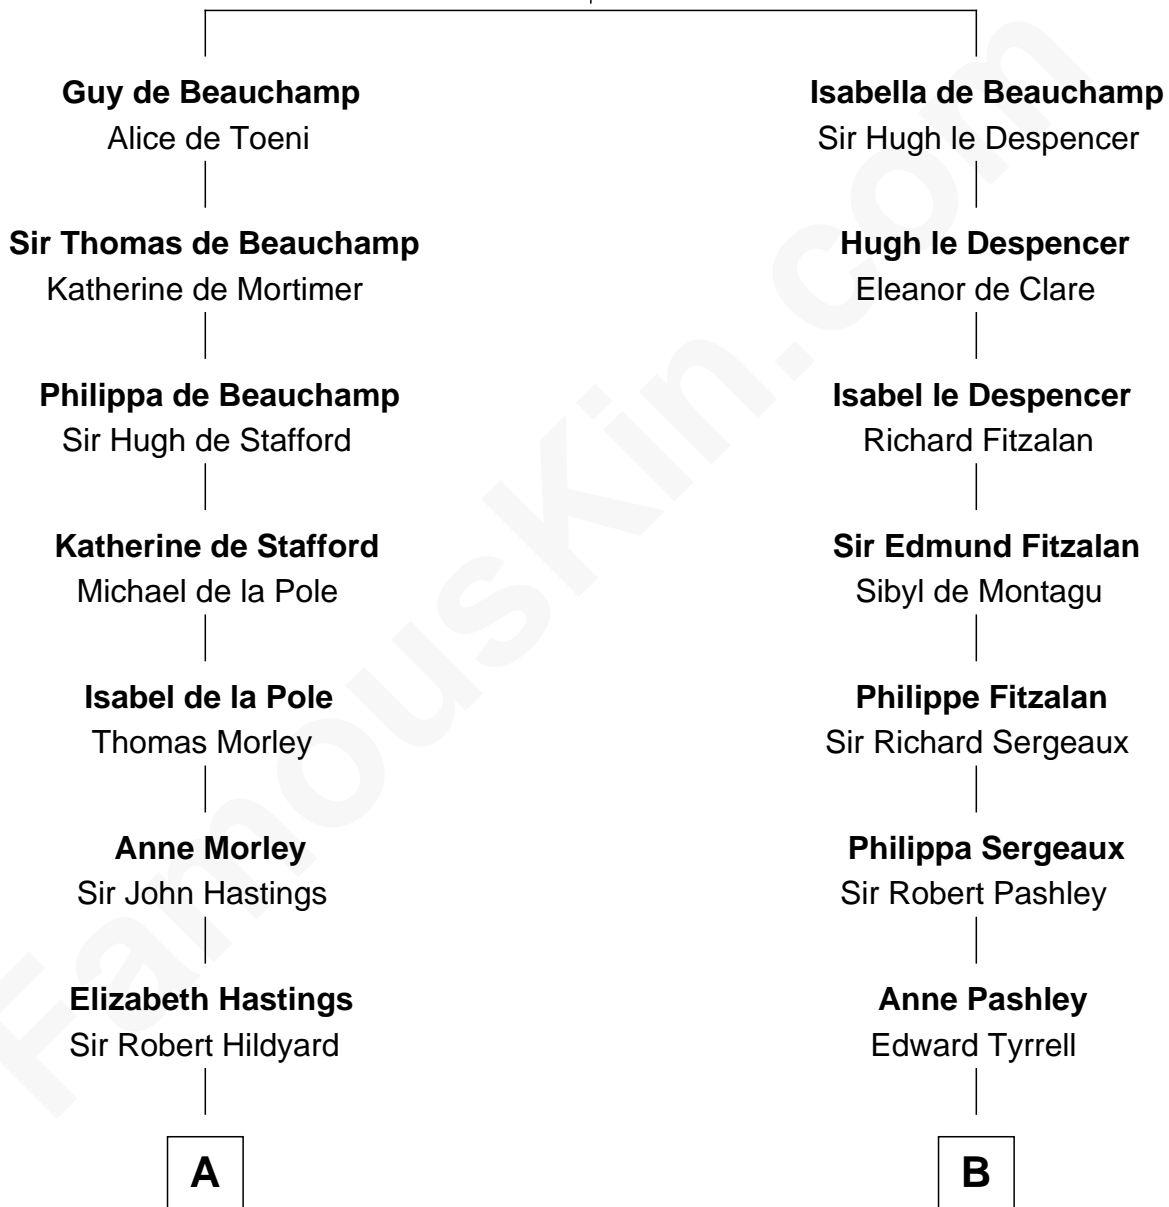 Guy de Beauchamp
Alice de Toeni
Sir Thomas de Beauchamp
Katherine de Mortimer
Philippa de Beauchamp
Sir Hugh de Stafford
Katherine de Stafford
Michael de la Pole
Isabel de la Pole
Thomas Morley
Anne Morley
Sir John Hastings
Elizabeth Hastings
Sir Robert Hildyard
A
Isabella de Beauchamp
Sir Hugh le Despencer
Hugh le Despencer
Eleanor de Clare
Isabel le Despencer
Richard Fitzalan
Sir Edmund Fitzalan
Sibyl de Montagu
Philippe Fitzalan
Sir Richard Sergeaux
Philippa Sergeaux
Sir Robert Pashley
Anne Pashley
Edward Tyrrell
B
FamousKin.com